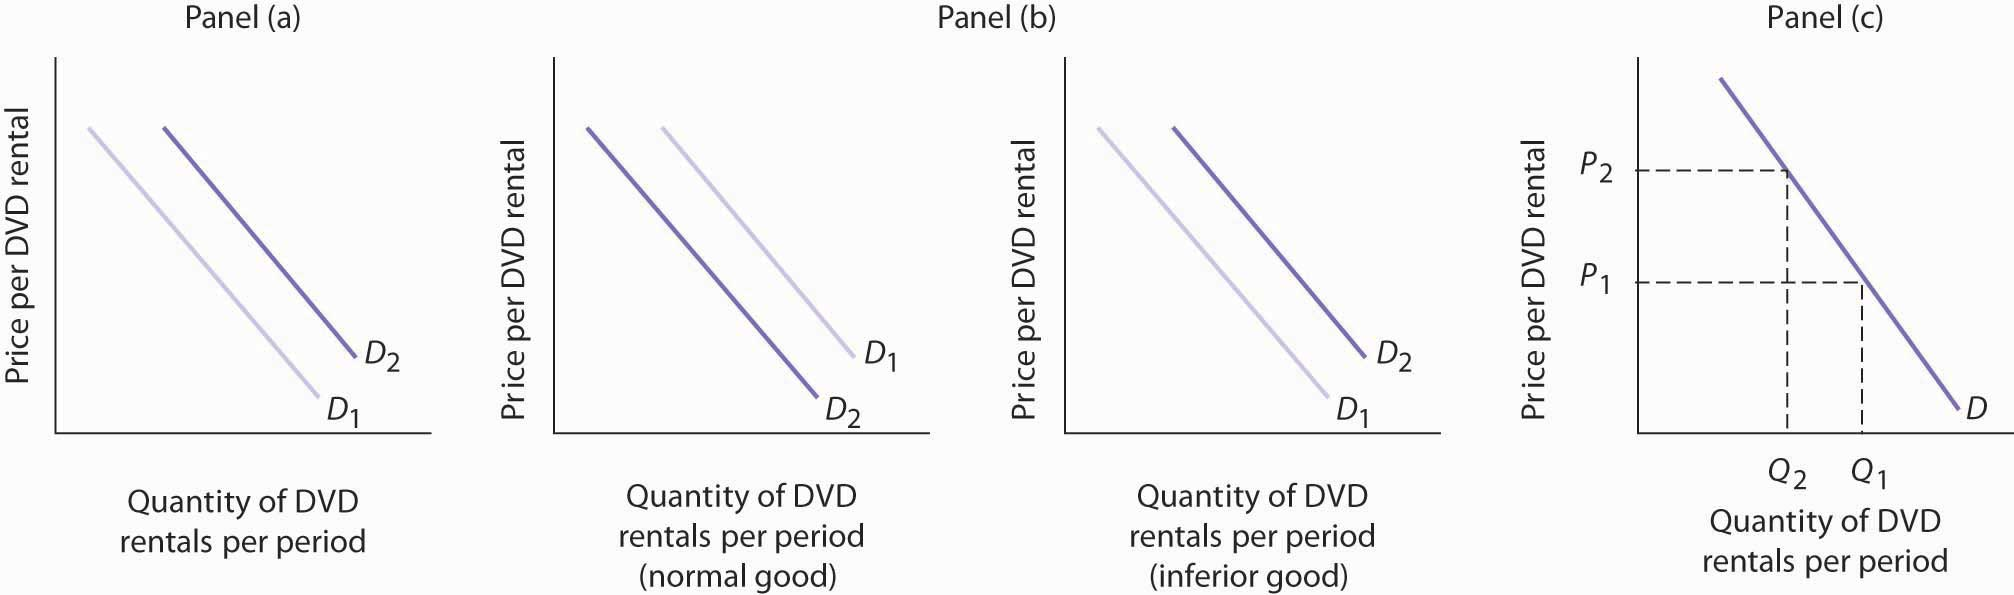 Panel (a)
Price per DVD rental
D2
D1
Quantity of DVD
rentals per period
Panel (b)
Price per DVD rental
D1
D2
Quantity of DVD
rentals per period
(normal good)
Price per DVD rental
D2
D1
Quantity of DVD
rentals per period
(inferior good)
Panel (c)
Price per DVD rental
P2
P1
D
Q2 Q1
Quantity of DVD
rentals per period